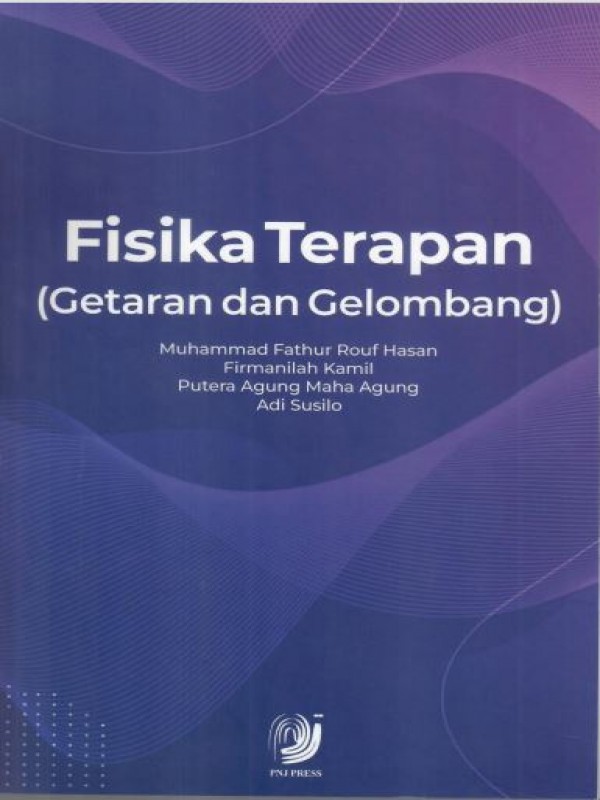 Fisika Terapan
(Getaran dan Gelombang)
Muhammad Fathur Rouf Hasan
Firmanilah Kamil
Putera Agung Maha Agung
Adi Susilo
PNJ PRESS